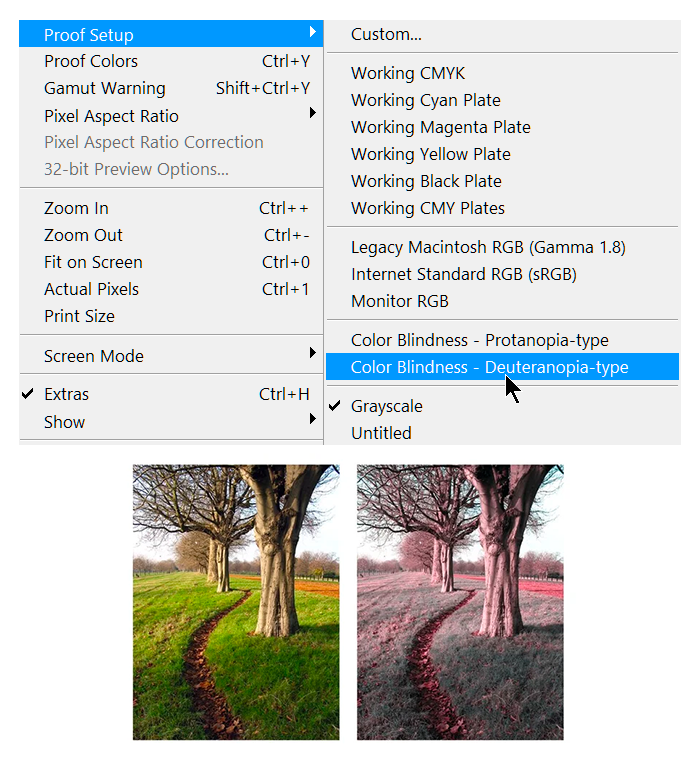 Proof Setup
Proof Colors Ctrl+Y
Gamut Warning Shift+Ctrl+Y
Pixel Aspect Ratio
Pixel Aspect Ratio Correction
32-bit Preview Options...
Zoom In Ctrl++
Zoom Out Ctrl+-
Fit on Screen Ctrl+0
Actual Pixels Ctrl+1
Print Size
Screen Mode
Extras Ctrl+H
Show
Custom...
Working CMYK
Working Cyan Plate
Working Magenta Plate
Working Yellow Plate
Working Black Plate
Working CMY Plates
Legacy Macintosh RGB (Gamma 1.8)
Internet Standard RGB (sRGB)
Monitor RGB
Color Blindness - Protanopia-type
Color Blindness - Deuteranopia-type
Grayscale
Untitled